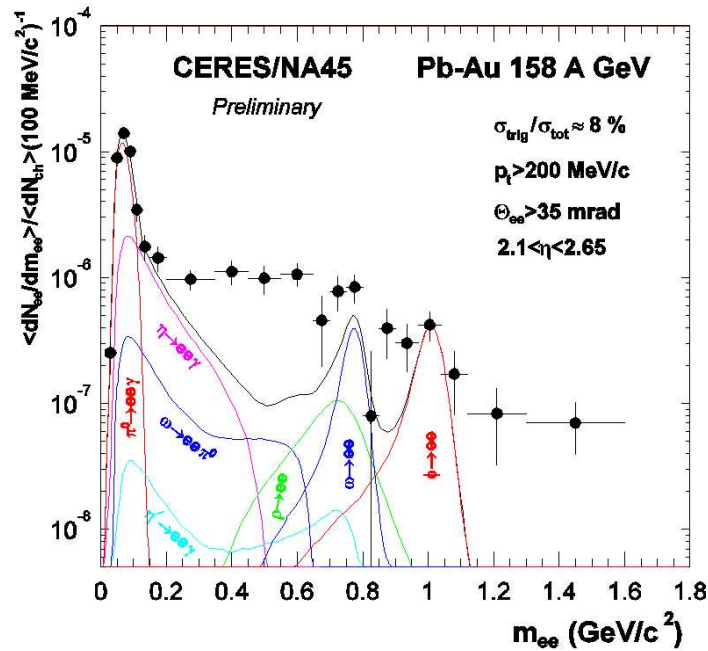 CERES/NA45 Pb-Au 158 A GeV
Preliminary
σtrig/σtot ≈ 8 %
pt>200 MeV/c
Θee>35 mrad
2.1<η<2.65
<dNee/dmee>/<dNch>(100 MeV/c²)⁻¹
10⁻⁴
10⁻⁵
10⁻⁶
10⁻⁷
10⁻⁸
η→eeγ
π⁰→eeγ
ω→eeπ⁰
η′→eeγ
ρ→ee
ω→ee
ϕ→ee
0 0.2 0.4 0.6 0.8 1 1.2 1.4 1.6 1.8
mee (GeV/c²)